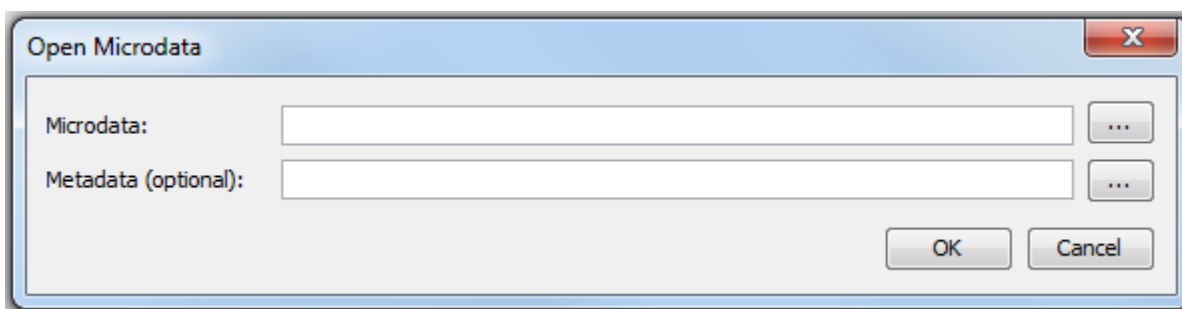 Open Microdata
Microdata:
...
Metadata (optional):
...
OK Cancel